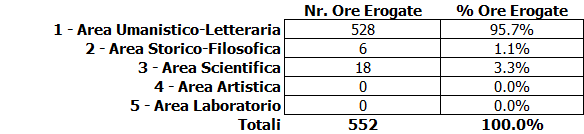 Nr. Ore Erogate % Ore Erogate
1 - Area Umanistico-Letteraria 528 95.7%
2 - Area Storico-Filosofica 6 1.1%
3 - Area Scientifica 18 3.3%
4 - Area Artistica 0 0.0%
5 - Area Laboratorio 0 0.0%
Totali 552 100.0%